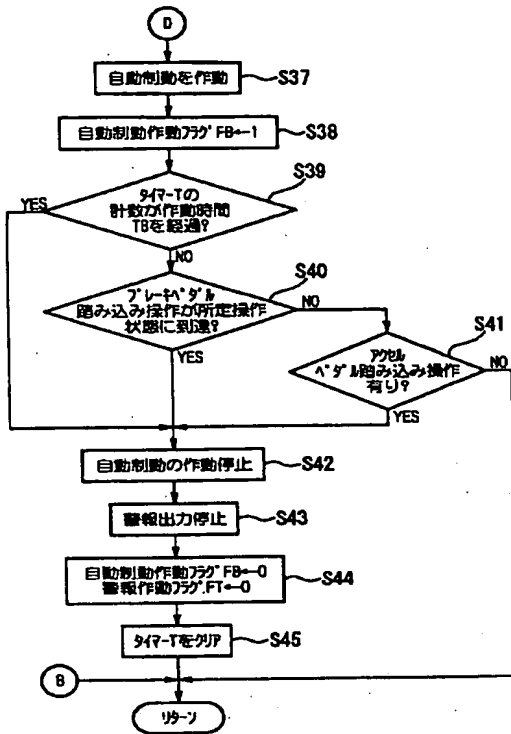 D
自動制動を作動
S37
自動制動作動ﾌﾗｸﾞFB←1
S38
S39
YES
ﾀｲﾏｰTの
計数が作動時間
TBを経過?
NO
S40
ﾌﾞﾚｰｷﾍﾟﾀﾞﾙ
踏み込み操作が所定操作
状態に到達?
NO
YES
S41
ｱｸｾﾙ
ﾍﾟﾀﾞﾙ踏み込み操作
有り?
NO
YES
自動制動の作動停止
S42
警報出力停止
S43
自動制動作動ﾌﾗｸﾞFB←0
警報作動ﾌﾗｸﾞFT←0
S44
ﾀｲﾏｰTをｸﾘｱ
S45
B
ﾘﾀｰﾝ